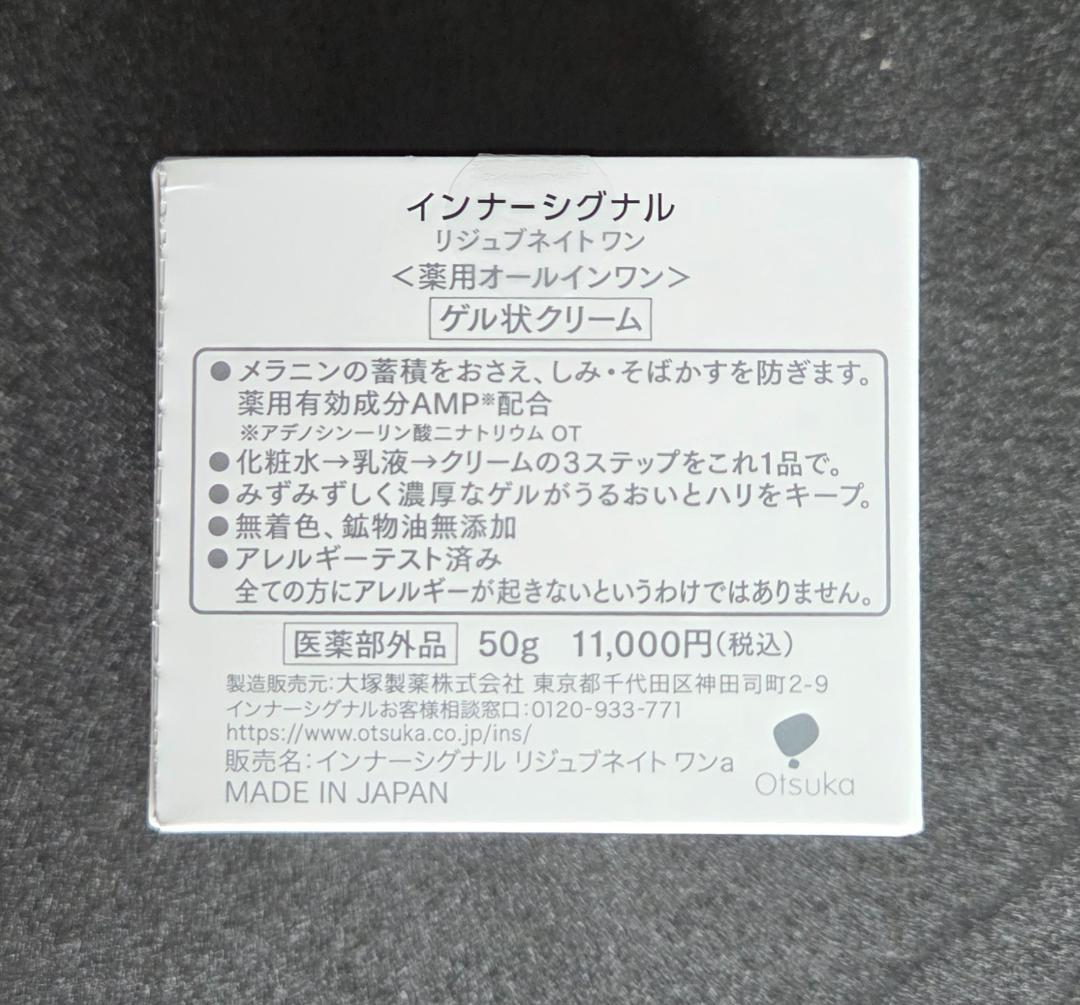 インナーシグナル
リジュブネイト ワン
＜薬用オールインワン＞
ゲル状クリーム
●メラニンの蓄積をおさえ、しみ・そばかすを防ぎます。
薬用有効成分AMP※配合
※アデノシン一リン酸二ナトリウム OT
●化粧水→乳液→クリームの3ステップをこれ1品で。
●みずみずしく濃厚なゲルがうるおいとハリをキープ。
●無着色、鉱物油無添加
●アレルギーテスト済み
全ての方にアレルギーが起きないというわけではありません。
医薬部外品 50g 11,000円(税込)
製造販売元:大塚製薬株式会社 東京都千代田区神田司町2-9
インナーシグナルお客様相談窓口:0120-933-771
https://www.otsuka.co.jp/ins/
販売名:インナーシグナル リジュブネイト ワンa
MADE IN JAPAN
Otsuka